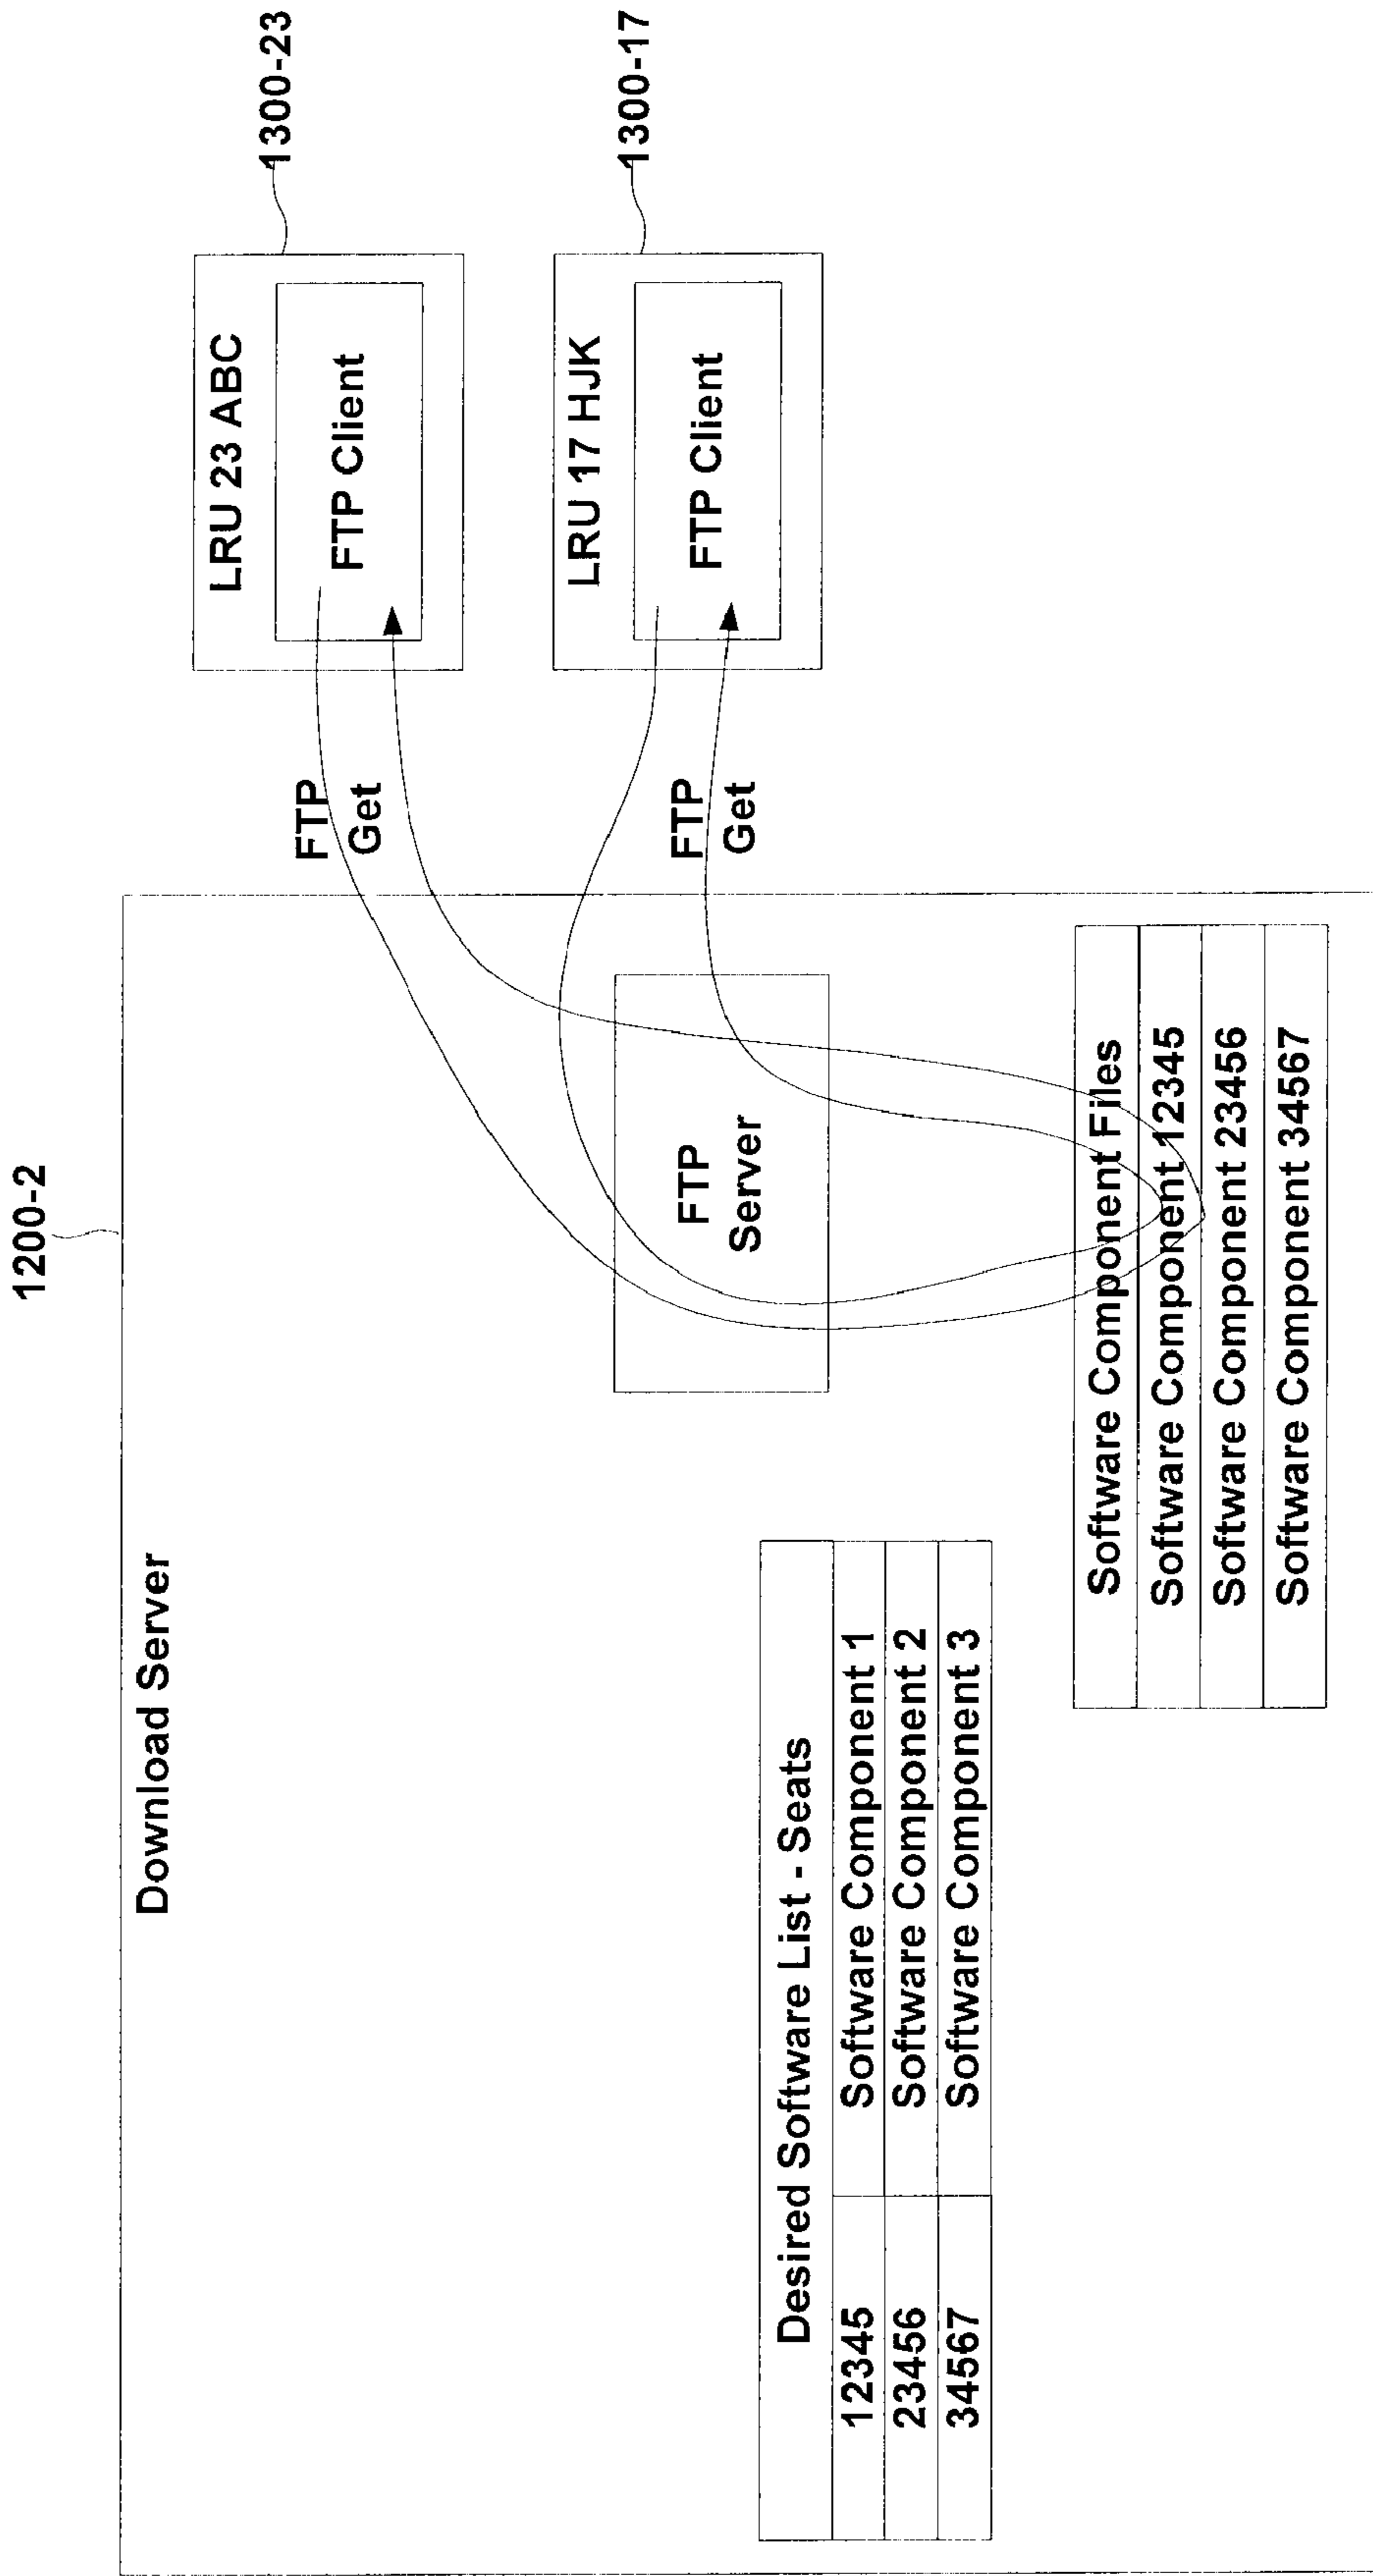 1200-2
Download Server
Desired Software List - Seats
12345 Software Component 1
23456 Software Component 2
34567 Software Component 3
FTP
Server
Software Component Files
Software Component 12345
Software Component 23456
Software Component 34567
FTP
Get
LRU 23 ABC
FTP Client
1300-23
FTP
Get
LRU 17 HJK
FTP Client
1300-17